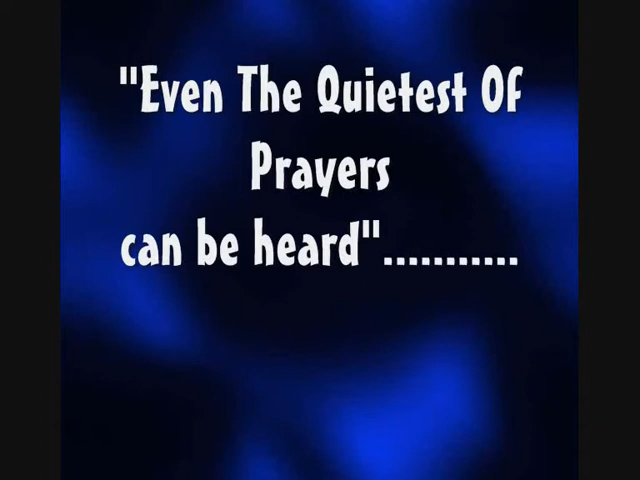 "Even The Quietest Of
Prayers
can be heard"...........